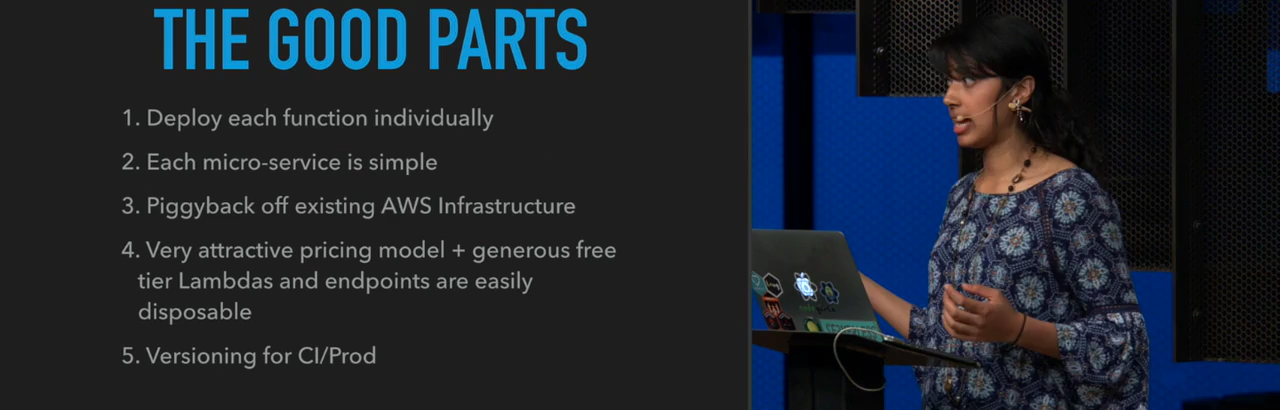 THE GOOD PARTS
1. Deploy each function individually
2. Each micro-service is simple
3. Piggyback off existing AWS Infrastructure
4. Very attractive pricing model + generous free
tier Lambdas and endpoints are easily
disposable
5. Versioning for CI/Prod